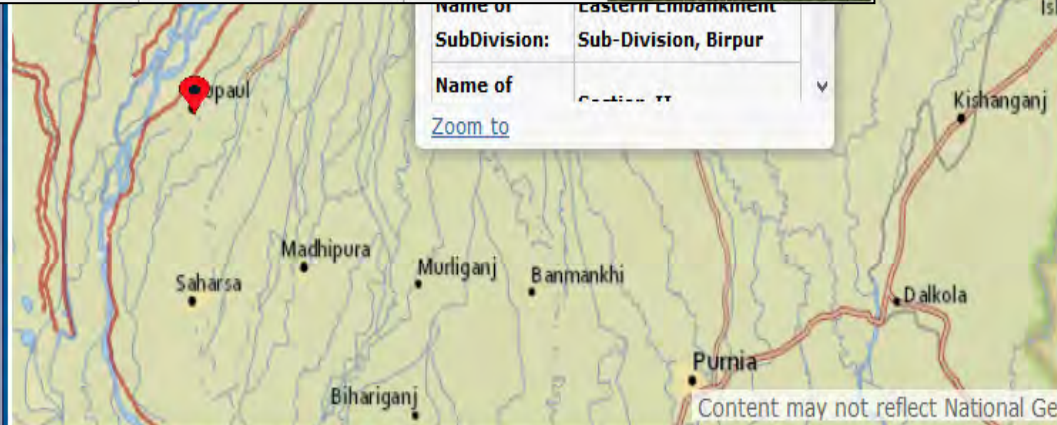 Name of
Eastern Embankment
SubDivision:
Sub-Division, Birpur
Name of
Zoom to
Kishanganj
Madhipura
Murliganj
Banmankhi
Saharsa
Dalkola
Purnia
Bihariganj
Content may not reflect National Ge